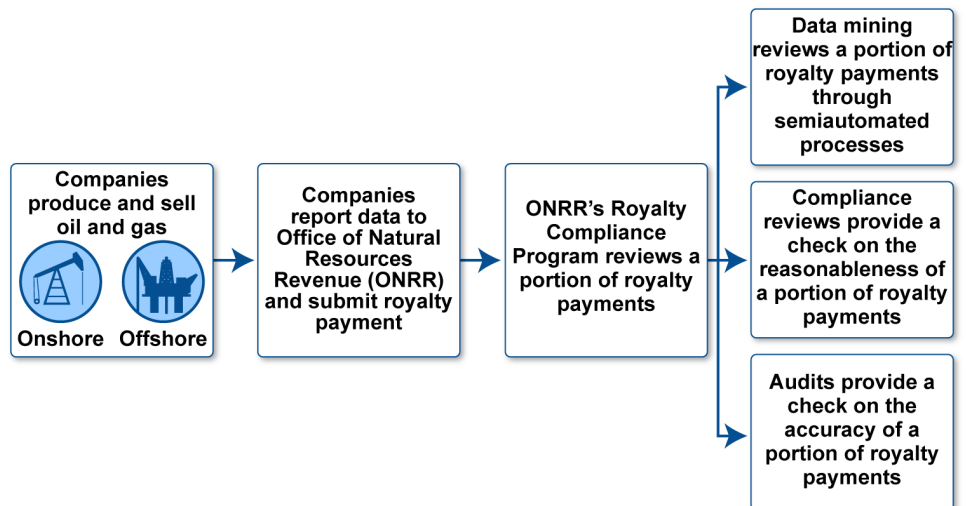 Companies
produce and sell
oil and gas
Onshore
Offshore
Companies
report data to
Office of Natural
Resources
Revenue (ONRR)
and submit royalty
payment
ONRR’s Royalty
Compliance
Program reviews a
portion of royalty
payments
Data mining
reviews a portion of
royalty payments
through
semiautomated
processes
Compliance
reviews provide a
check on the
reasonableness of
a portion of royalty
payments
Audits provide a
check on the
accuracy of a
portion of royalty
payments